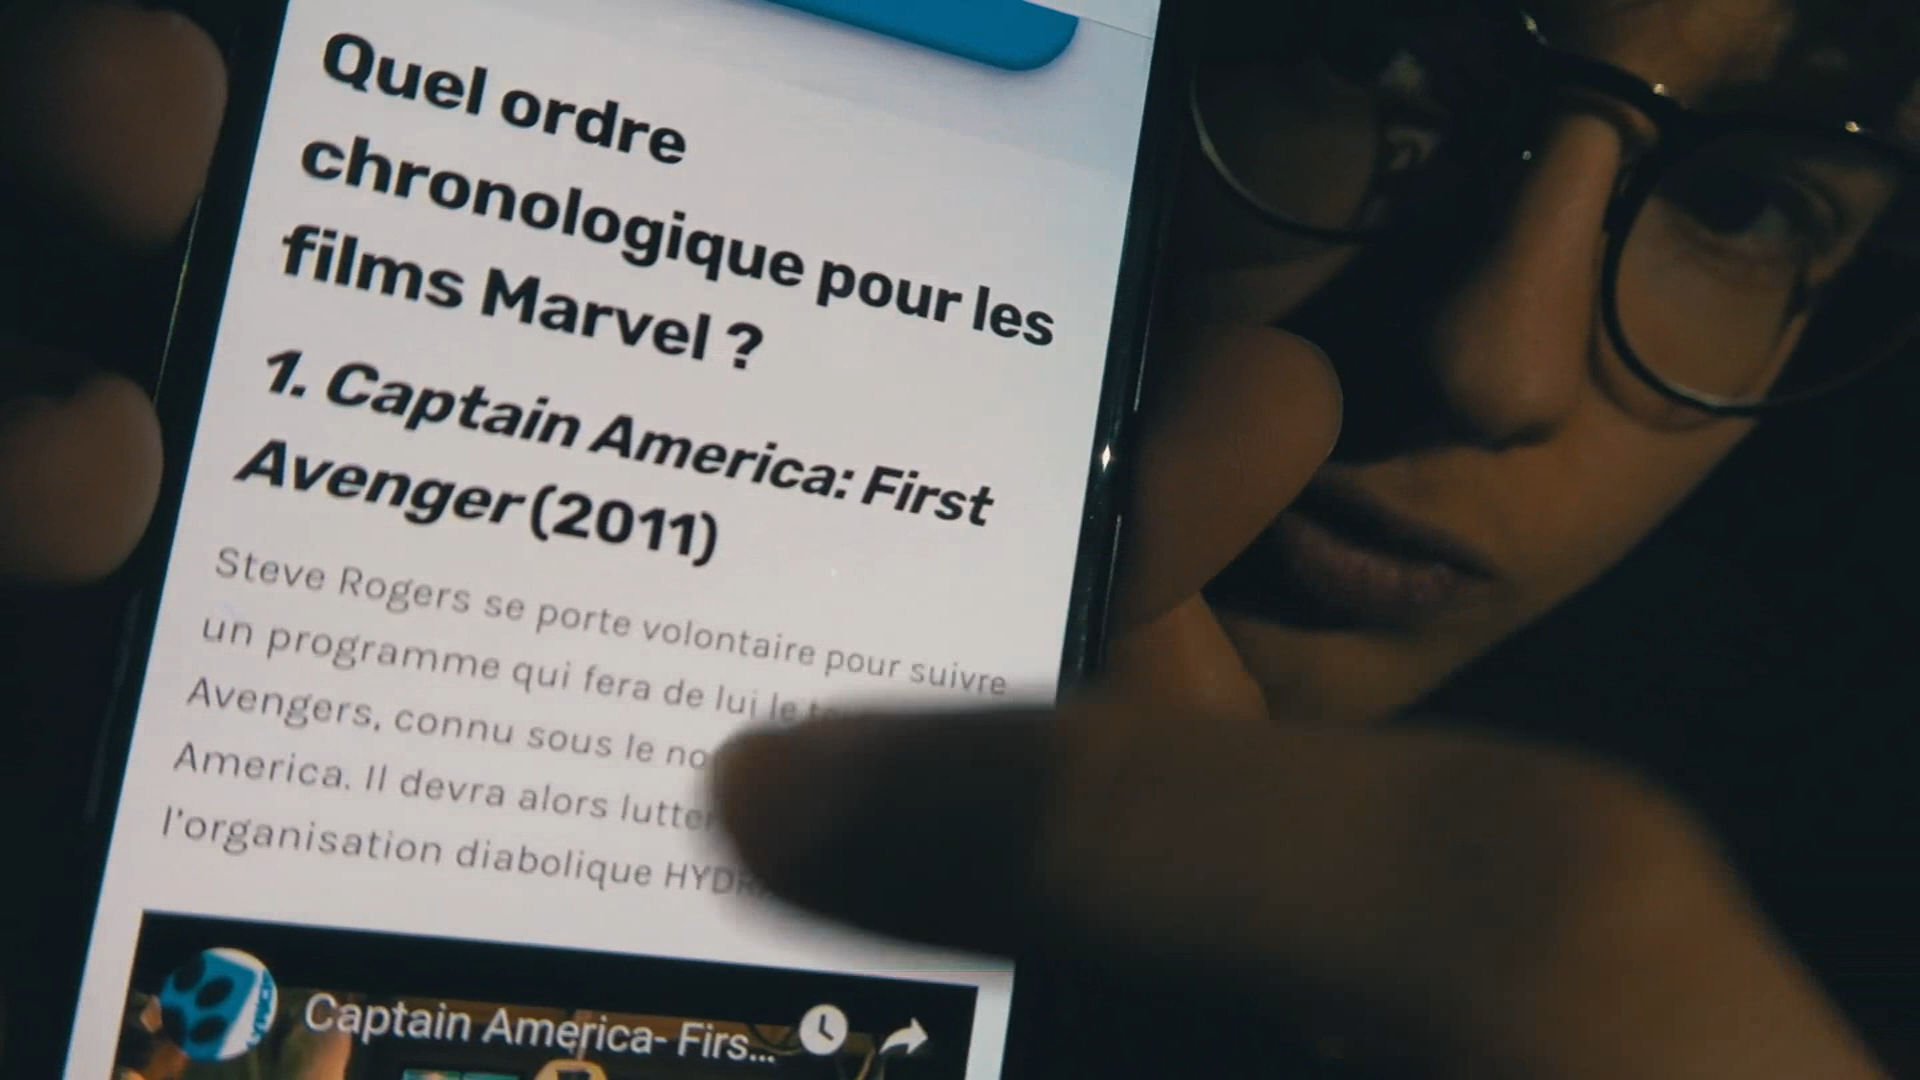 Quel ordre
chronologique pour les
films Marvel ?
1. Captain America: First
Avenger (2011)
Steve Rogers se porte volontaire pour suivre
un programme qui fera de lui le
Avengers, connu sous le
America. Il devra alors lutter
l'organisation diabolique
Captain America- Firs...